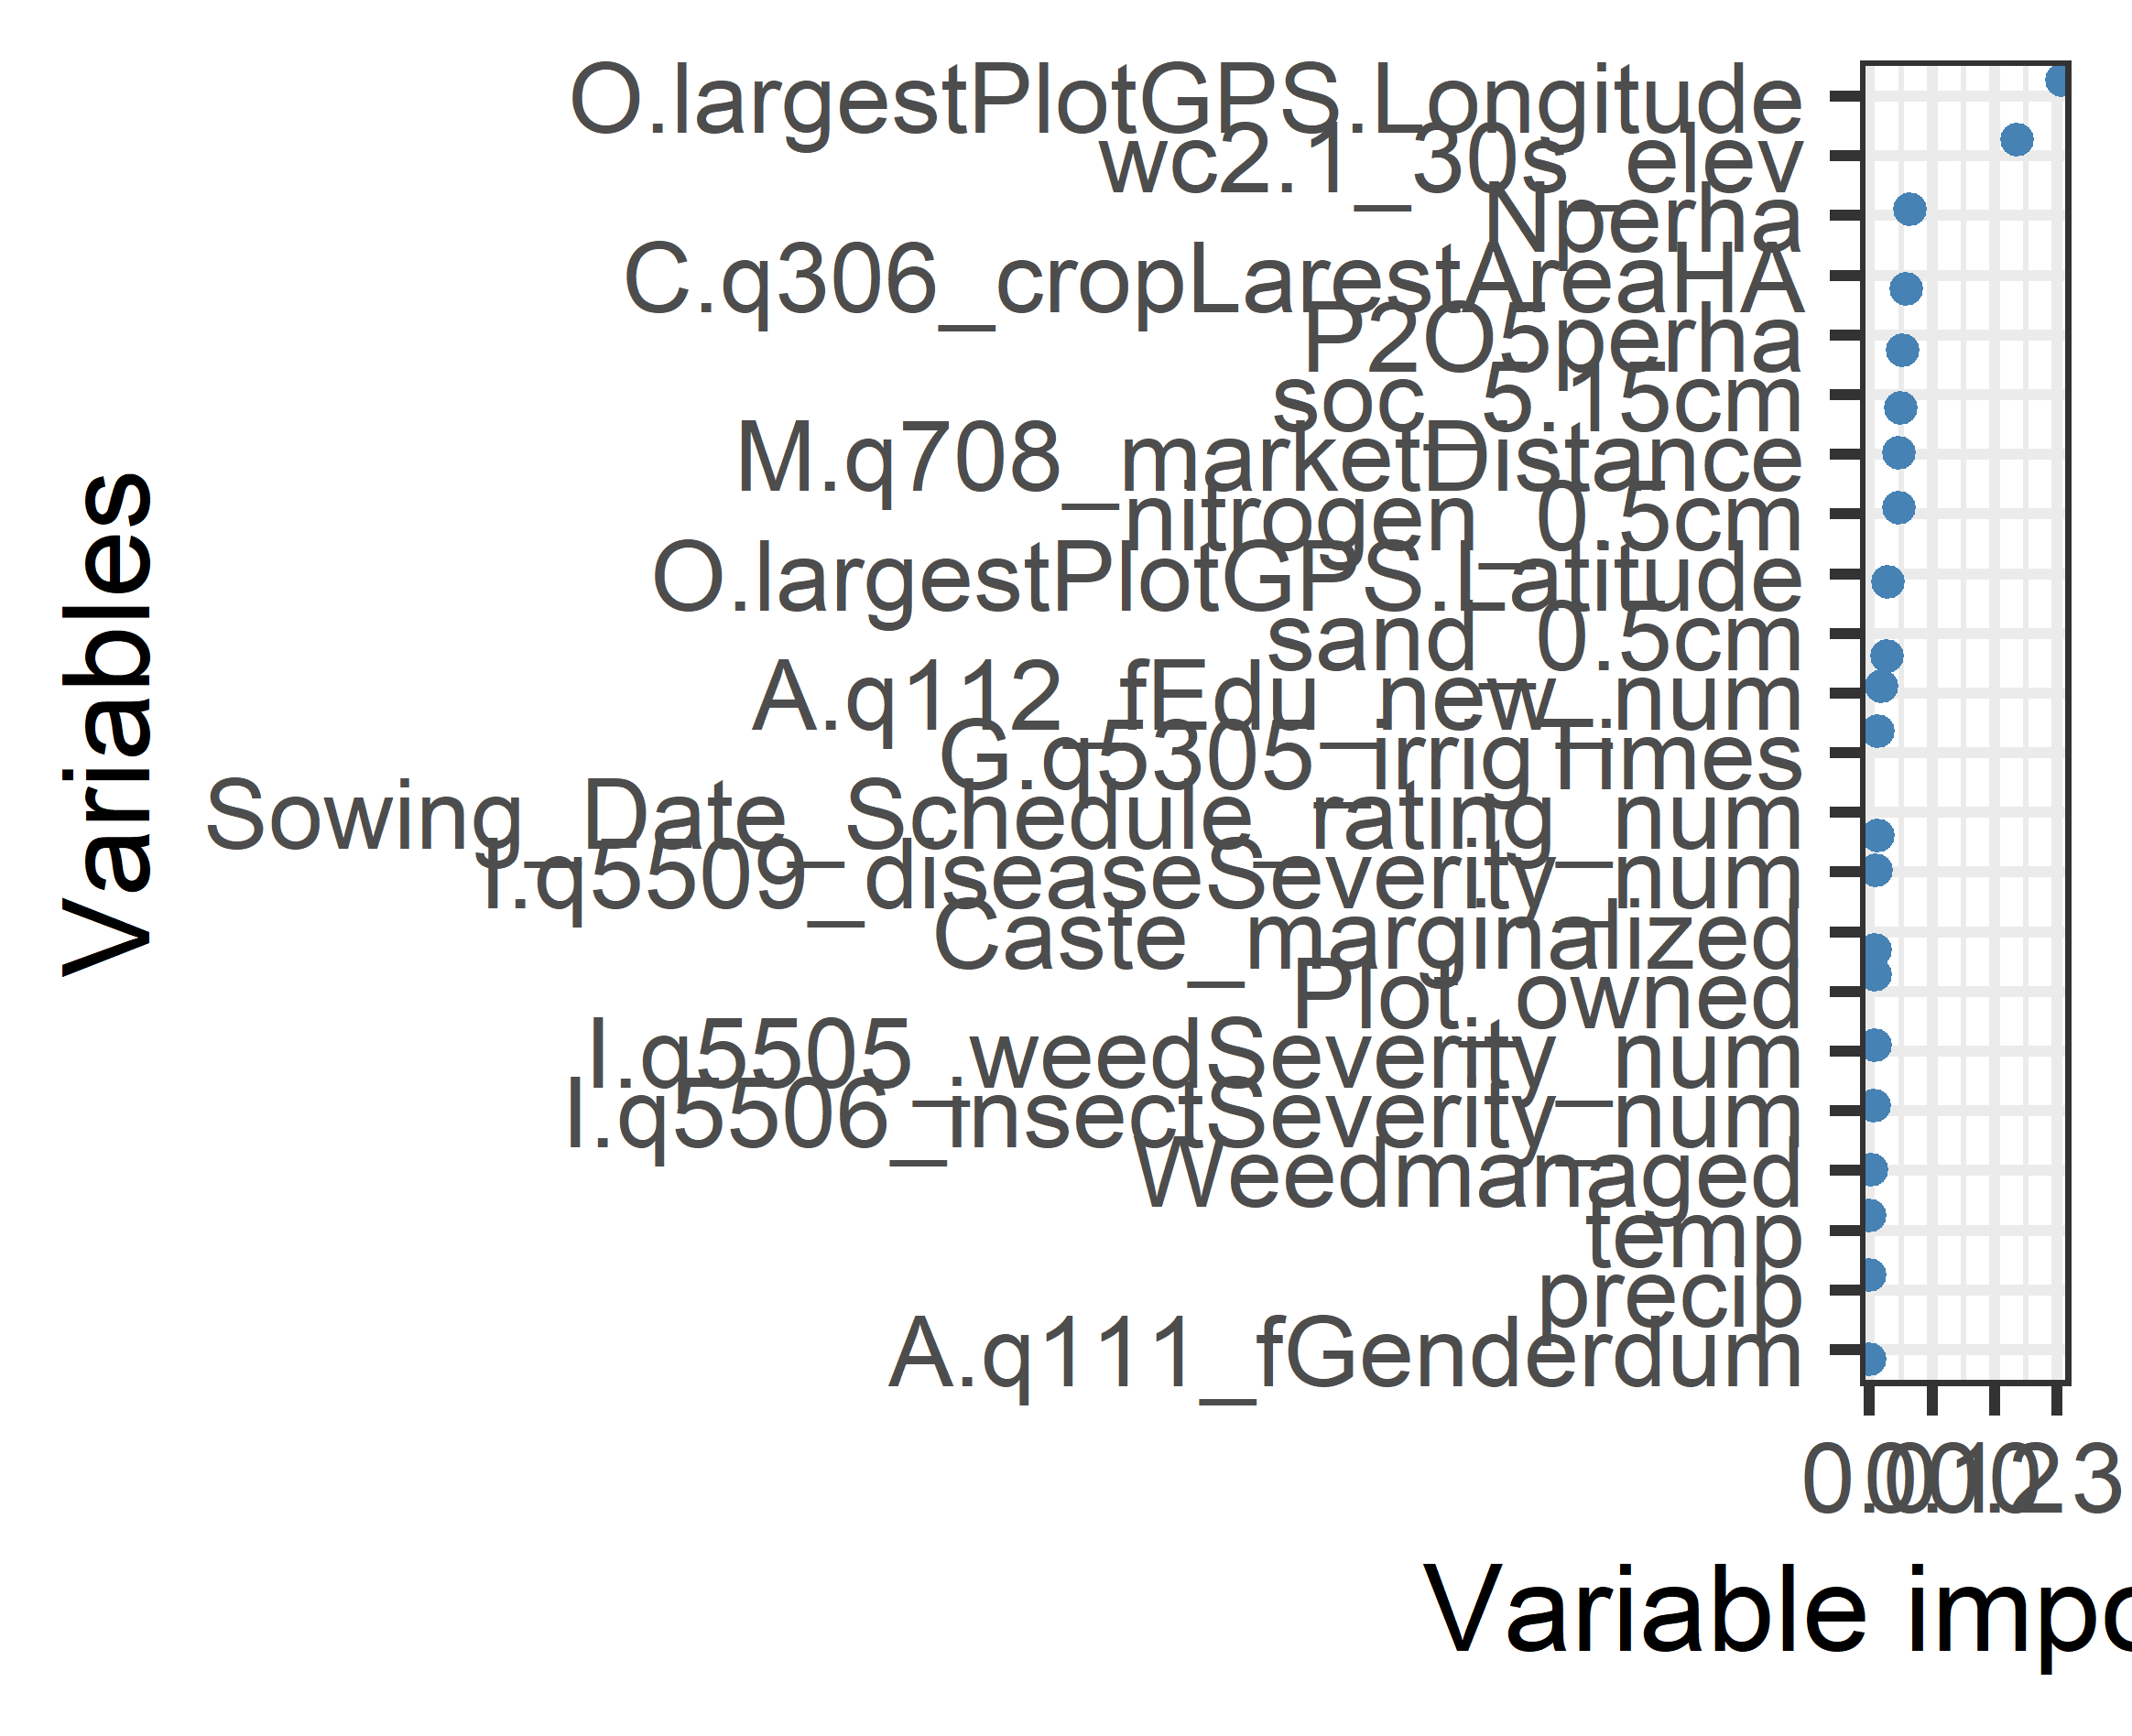 O.largestPlotGPS.Longitude
wc2.1_30s_elev
Nperha
C.q306_cropLarestAreaHA
P2O5perha
soc_5.15cm
M.q708_marketDistance
nitrogen_0.5cm
O.largestPlotGPS.Latitude
sand_0.5cm
A.q112_fEdu_new_num
G.q5305_irrigTimes
Sowing_Date_Schedule_rating_num
I.q5509_diseaseSeverity_num
Caste_marginalized
Plot_owned
I.q5505_weedSeverity_num
I.q5506_insectSeverity_num
Weedmanaged
temp
precip
A.q111_fGenderdum
Variables
Variable impo